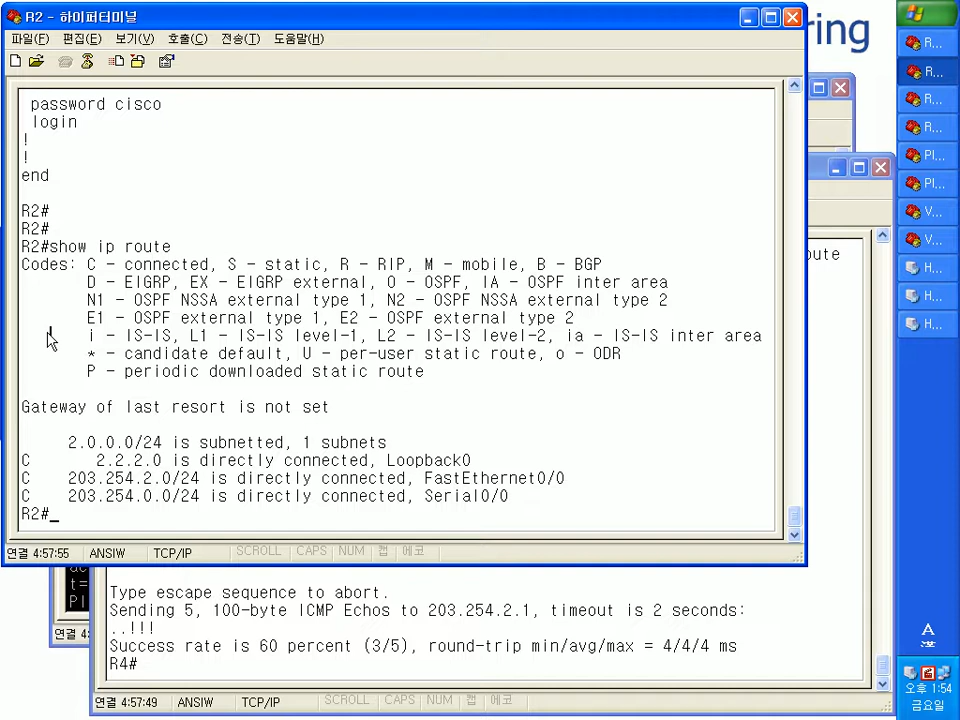 R2 - 하이퍼터미널
ring
파일(F) 편집(E) 보기(V) 호출(C) 전송(T) 도움말(H)
password cisco
login
!
!
end
R2#
R2#
R2#show ip route
Codes: C - connected, S - static, R - RIP, M - mobile, B - BGP
D - EIGRP, EX - EIGRP external, O - OSPF, IA - OSPF inter area
N1 - OSPF NSSA external type 1, N2 - OSPF NSSA external type 2
E1 - OSPF external type 1, E2 - OSPF external type 2
i - IS-IS, L1 - IS-IS level-1, L2 - IS-IS level-2, ia - IS-IS inter area
* - candidate default, U - per-user static route, o - ODR
P - periodic downloaded static route
Gateway of last resort is not set
2.0.0.0/24 is subnetted, 1 subnets
C 2.2.2.0 is directly connected, Loopback0
C 203.254.2.0/24 is directly connected, FastEthernet0/0
C 203.254.0.0/24 is directly connected, Serial0/0
R2#_
연결 4:57:55 ANSIW TCP/IP SCROLL CAPS NUM 캡 에코
oute
t=
Pl
연결 4:
Type escape sequence to abort.
Sending 5, 100-byte ICMP Echos to 203.254.2.1, timeout is 2 seconds:
..!!!
Success rate is 60 percent (3/5), round-trip min/avg/max = 4/4/4 ms
R4#
연결 4:57:49 ANSIW TCP/IP SCROLL CAPS NUM 캡 에코
R...
R...
R...
R...
PI...
PI...
V...
V...
H...
H...
H...
A
漢
오후 1:54
금요일